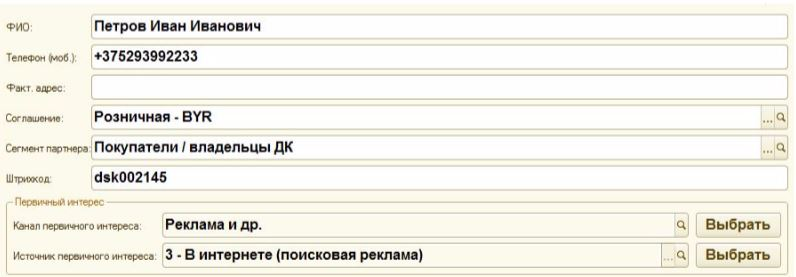 ФИО: Петров Иван Иванович
Телефон (моб.): +375293992233
Факт. адрес:
Соглашение: Розничная - BYR ...
Сегмент партнера: Покупатели / владельцы ДК ...
Штрихкод: dsk002145
Первичный интерес
Канал первичного интереса: Реклама и др. Выбрать
Источник первичного интереса: 3 - В интернете (поисковая реклама) ... Выбрать